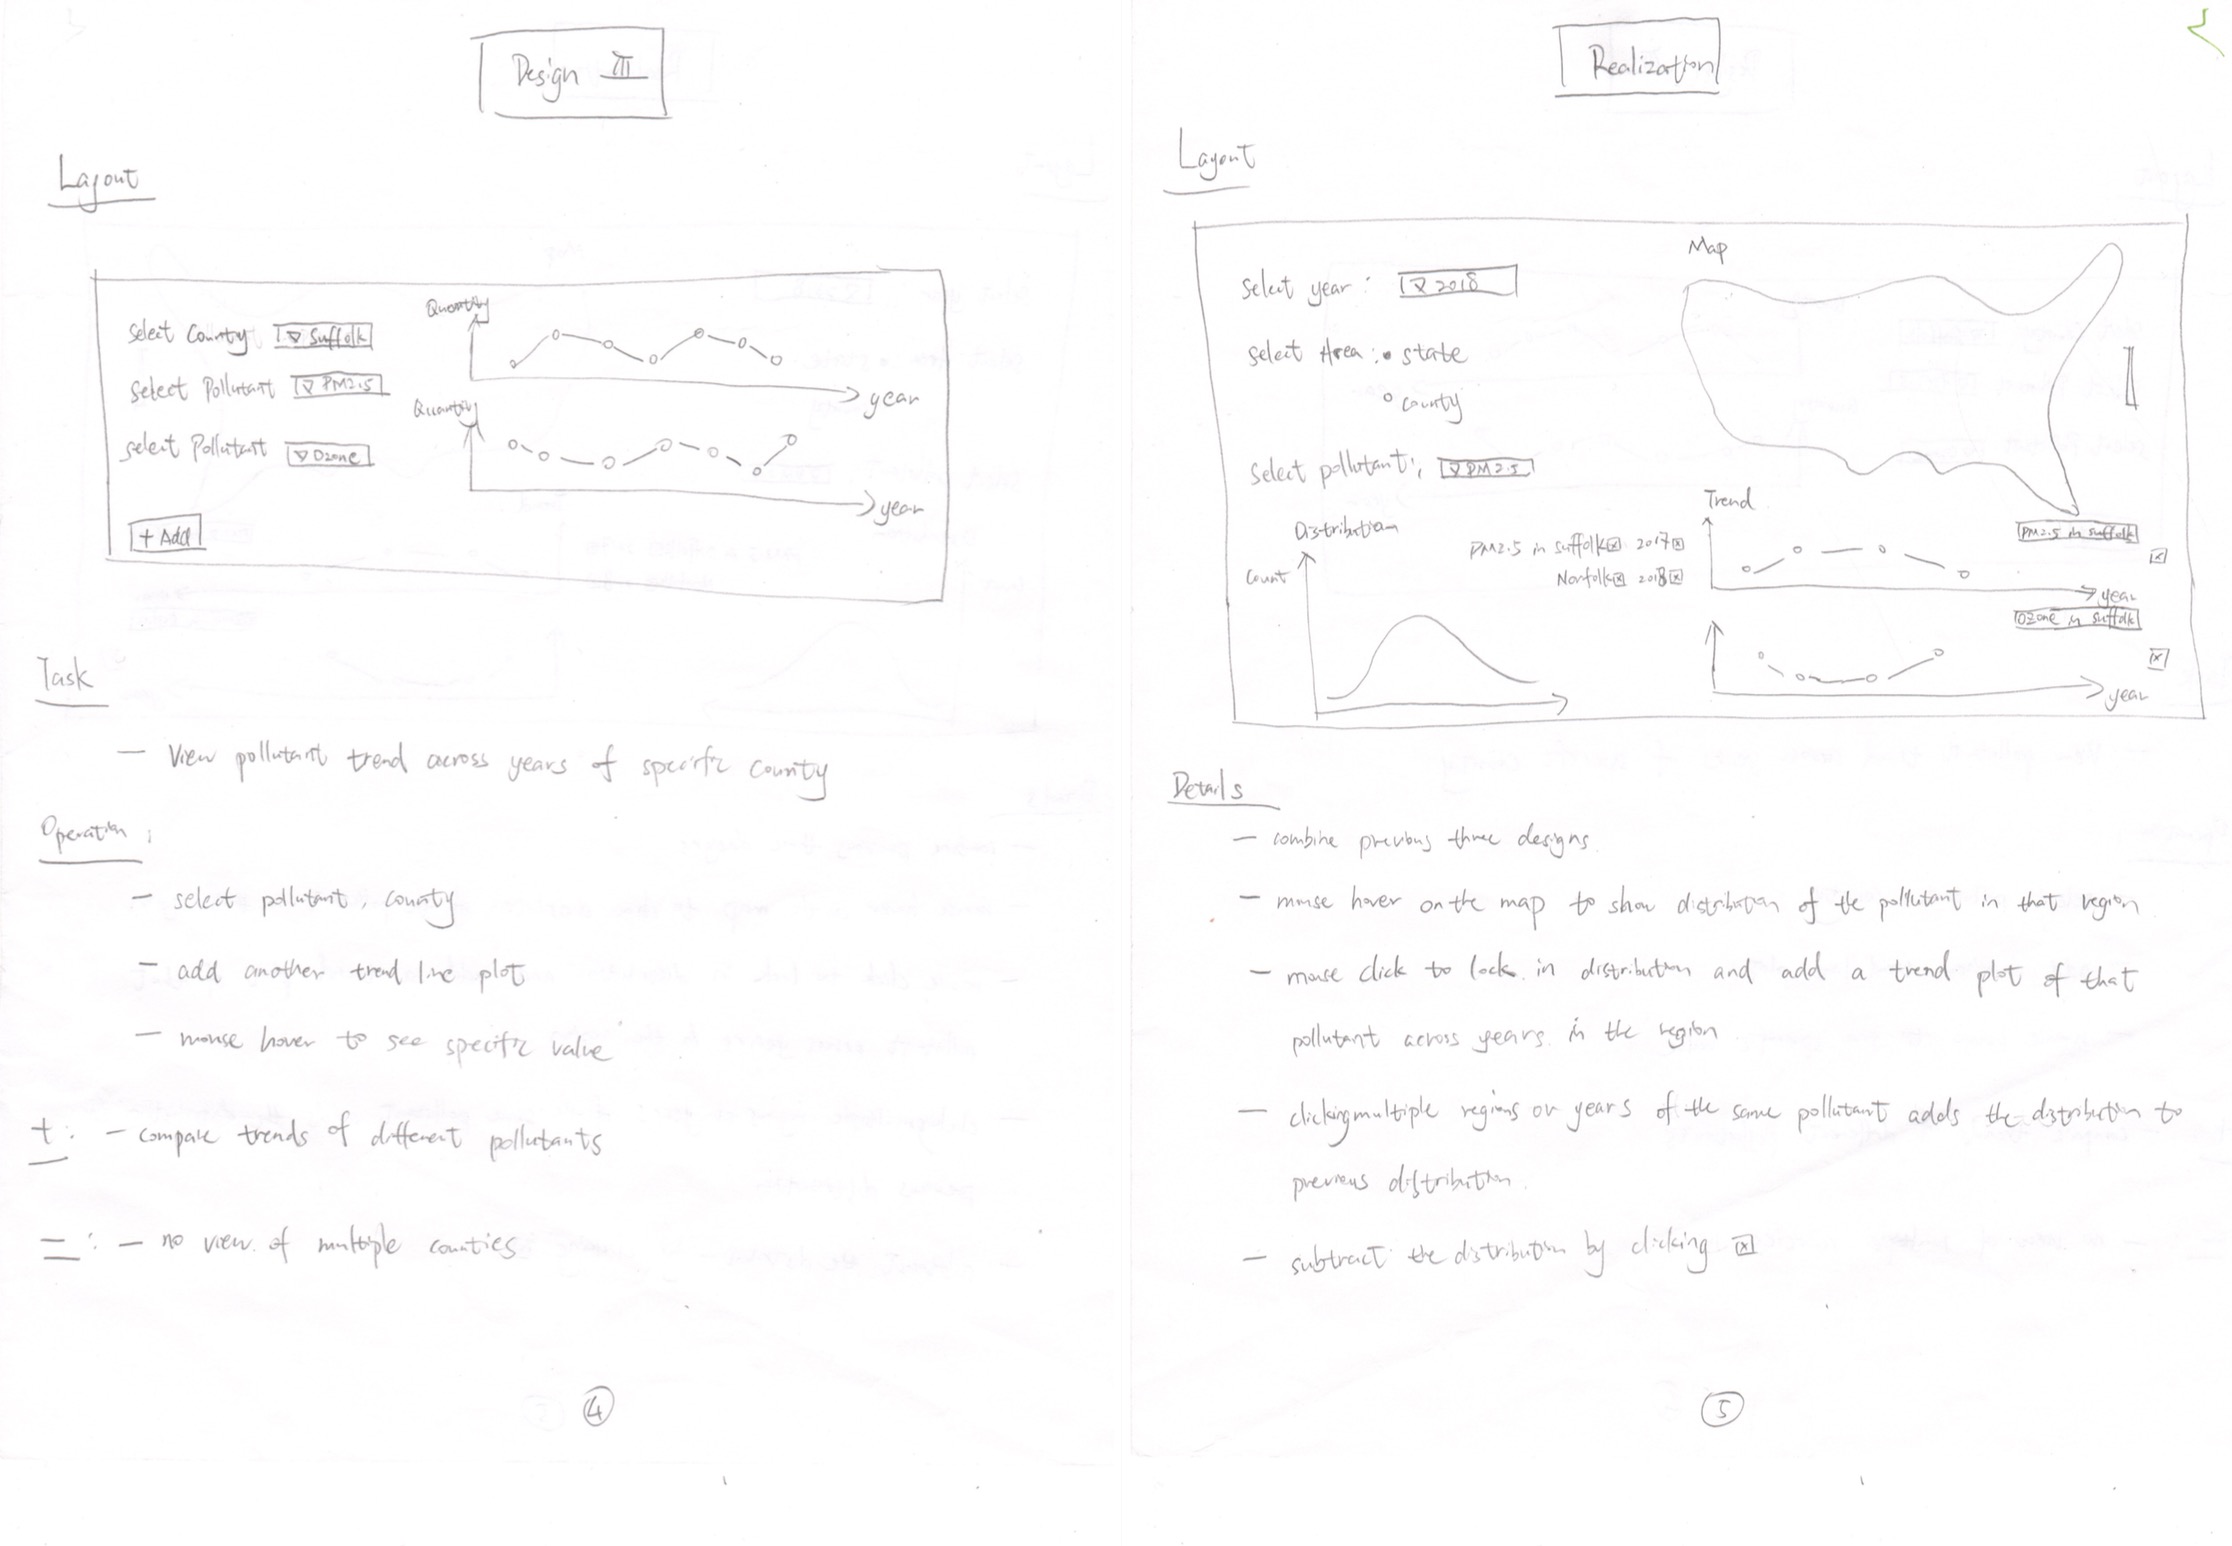 Design III
Layout
Select County ▽ Suffolk
Select Pollutant ▽ PM2.5
Select Pollutant ▽ Ozone
+ Add
Quantity
year
Quantity
year
Task
— View pollutant trend across years of specific county
Operation:
— select pollutant, county
— add another trend line plot
— mouse hover to see specific value
+: — compare trends of different pollutants
=: — no view of multiple counties
4
Realization
Layout
Select year: ▽ 2018
Select Area: • state
○ County
Select pollutant: ▽ PM2.5
Map
Distribution
Count
PM2.5 in Suffolk ☒ 2017 ☒
Norfolk ☒ 2018 ☒
Trend
PM2.5 in Suffolk
☒
year
Ozone in Suffolk
☒
year
Details
— combine previous three designs.
— mouse hover on the map to show distribution of the pollutant in that region
— mouse click to lock in distribution and add a trend plot of that
pollutant across years in the region
— clicking multiple regions or years of the same pollutant adds the distribution to
previous distribution.
— subtract the distribution by clicking ☒
5